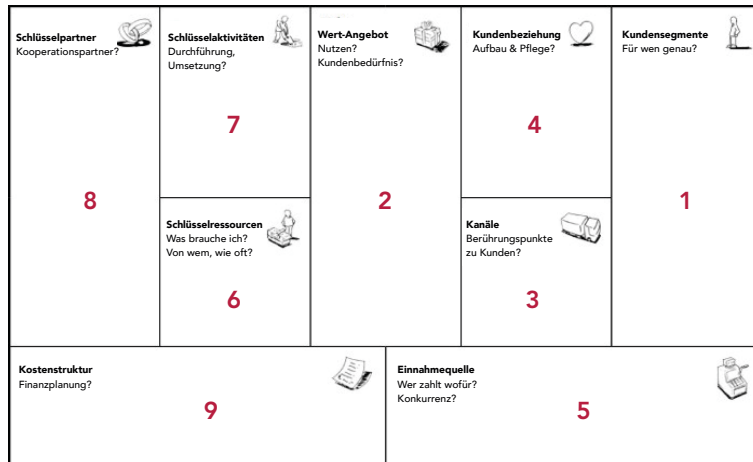 Schlüsselpartner
Kooperationspartner?
8
Schlüsselaktivitäten
Durchführung,
Umsetzung?
7
Schlüsselressourcen
Was brauche ich?
Von wem, wie oft?
6
Wert-Angebot
Nutzen?
Kundenbedürfnis?
2
Kundenbeziehung
Aufbau & Pflege?
4
Kanäle
Berührungspunkte
zu Kunden?
3
Kundensegmente
Für wen genau?
1
Kostenstruktur
Finanzplanung?
9
Einnahmequelle
Wer zahlt wofür?
Konkurrenz?
5